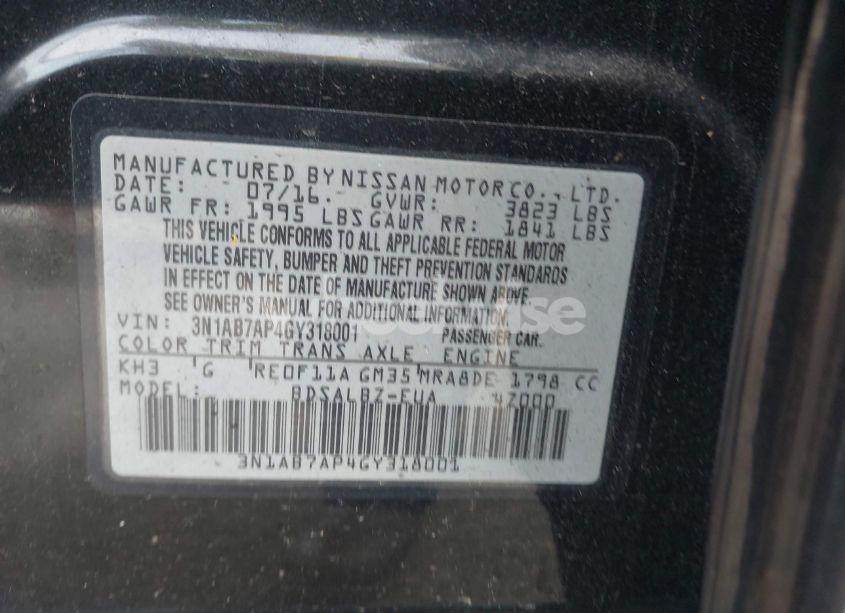 MANUFACTURED BY NISSAN MOTOR CO., LTD.
DATE: 07/16 GVWR: 3823 LBS
GAWR FR: 1995 LBS GAWR RR: 1841 LBS
THIS VEHICLE CONFORMS TO ALL APPLICABLE FEDERAL MOTOR
VEHICLE SAFETY, BUMPER AND THEFT PREVENTION STANDARDS
IN EFFECT ON THE DATE OF MANUFACTURE SHOWN ABOVE.
SEE OWNER'S MANUAL FOR ADDITIONAL INFORMATION.
VIN: 3N1AB7AP4GY318001 PASSENGER CAR
COLOR TRIM TRANS AXLE ENGINE
KH3 G RE0F11A GM35 MRA8DE 1798 CC
MODEL: BDSALBZ-EUA 4Z000
3N1AB7AP4GY318001